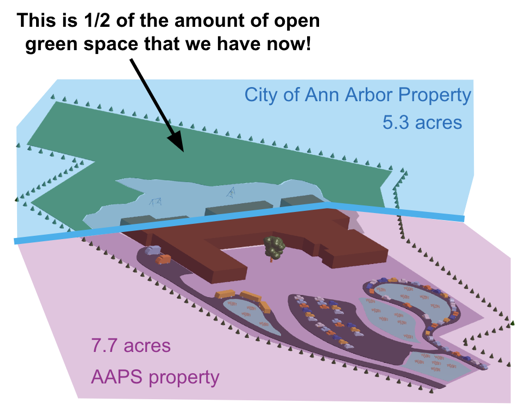 This is 1/2 of the amount of open
green space that we have now!
City of Ann Arbor Property
5.3 acres
7.7 acres
AAPS property